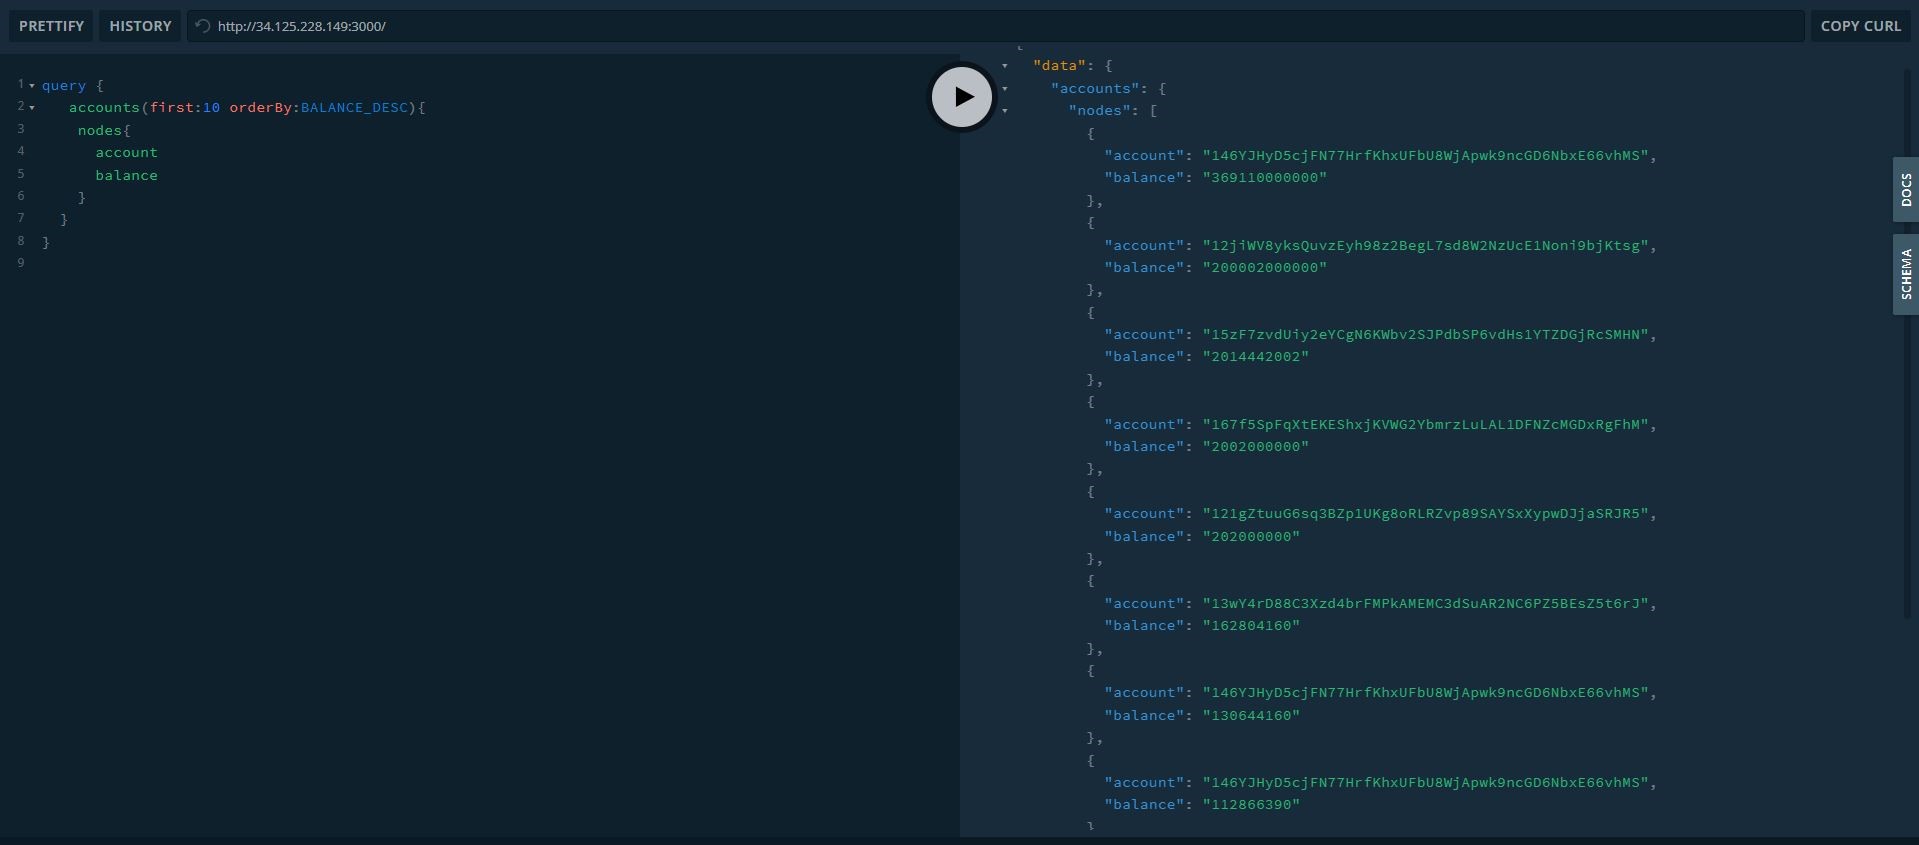 PRETTIFY HISTORY http://34.125.228.149:3000/ COPY CURL
1 query {
2 accounts(first:10 orderBy:BALANCE_DESC){
3 nodes{
4 account
5 balance
6 }
7 }
8 }
9
"data": {
"accounts": {
"nodes": [
{
"account": "146YJHyD5cjFN77HrfKhxUFbU8WjApwk9ncGD6NbxE66vhMS",
"balance": "369110000000"
},
{
"account": "12jiWV8yksQuvzEyh98z2BegL7sd8W2NzUcE1Noni9bjKtsg",
"balance": "200002000000"
},
{
"account": "15zF7zvdUiy2eYCgN6KWbv2SJPdbSP6vdHs1YTZDGjRcSMHN",
"balance": "2014442002"
},
{
"account": "167f5SpFqXtEKEShxjKVWG2YbmrzLuLAL1DFNZcMGDxRgFhM",
"balance": "2002000000"
},
{
"account": "121gZtuuG6sq3BZp1UKg8oRLRZvp89SAYSxXypwDJjaSRJR5",
"balance": "202000000"
},
{
"account": "13wY4rD88C3Xzd4brFMPkAMEMC3dSuAR2NC6PZ5BEsZ5t6rJ",
"balance": "162804160"
},
{
"account": "146YJHyD5cjFN77HrfKhxUFbU8WjApwk9ncGD6NbxE66vhMS",
"balance": "130644160"
},
{
"account": "146YJHyD5cjFN77HrfKhxUFbU8WjApwk9ncGD6NbxE66vhMS",
"balance": "112866390"
}
DOCS
SCHEMA